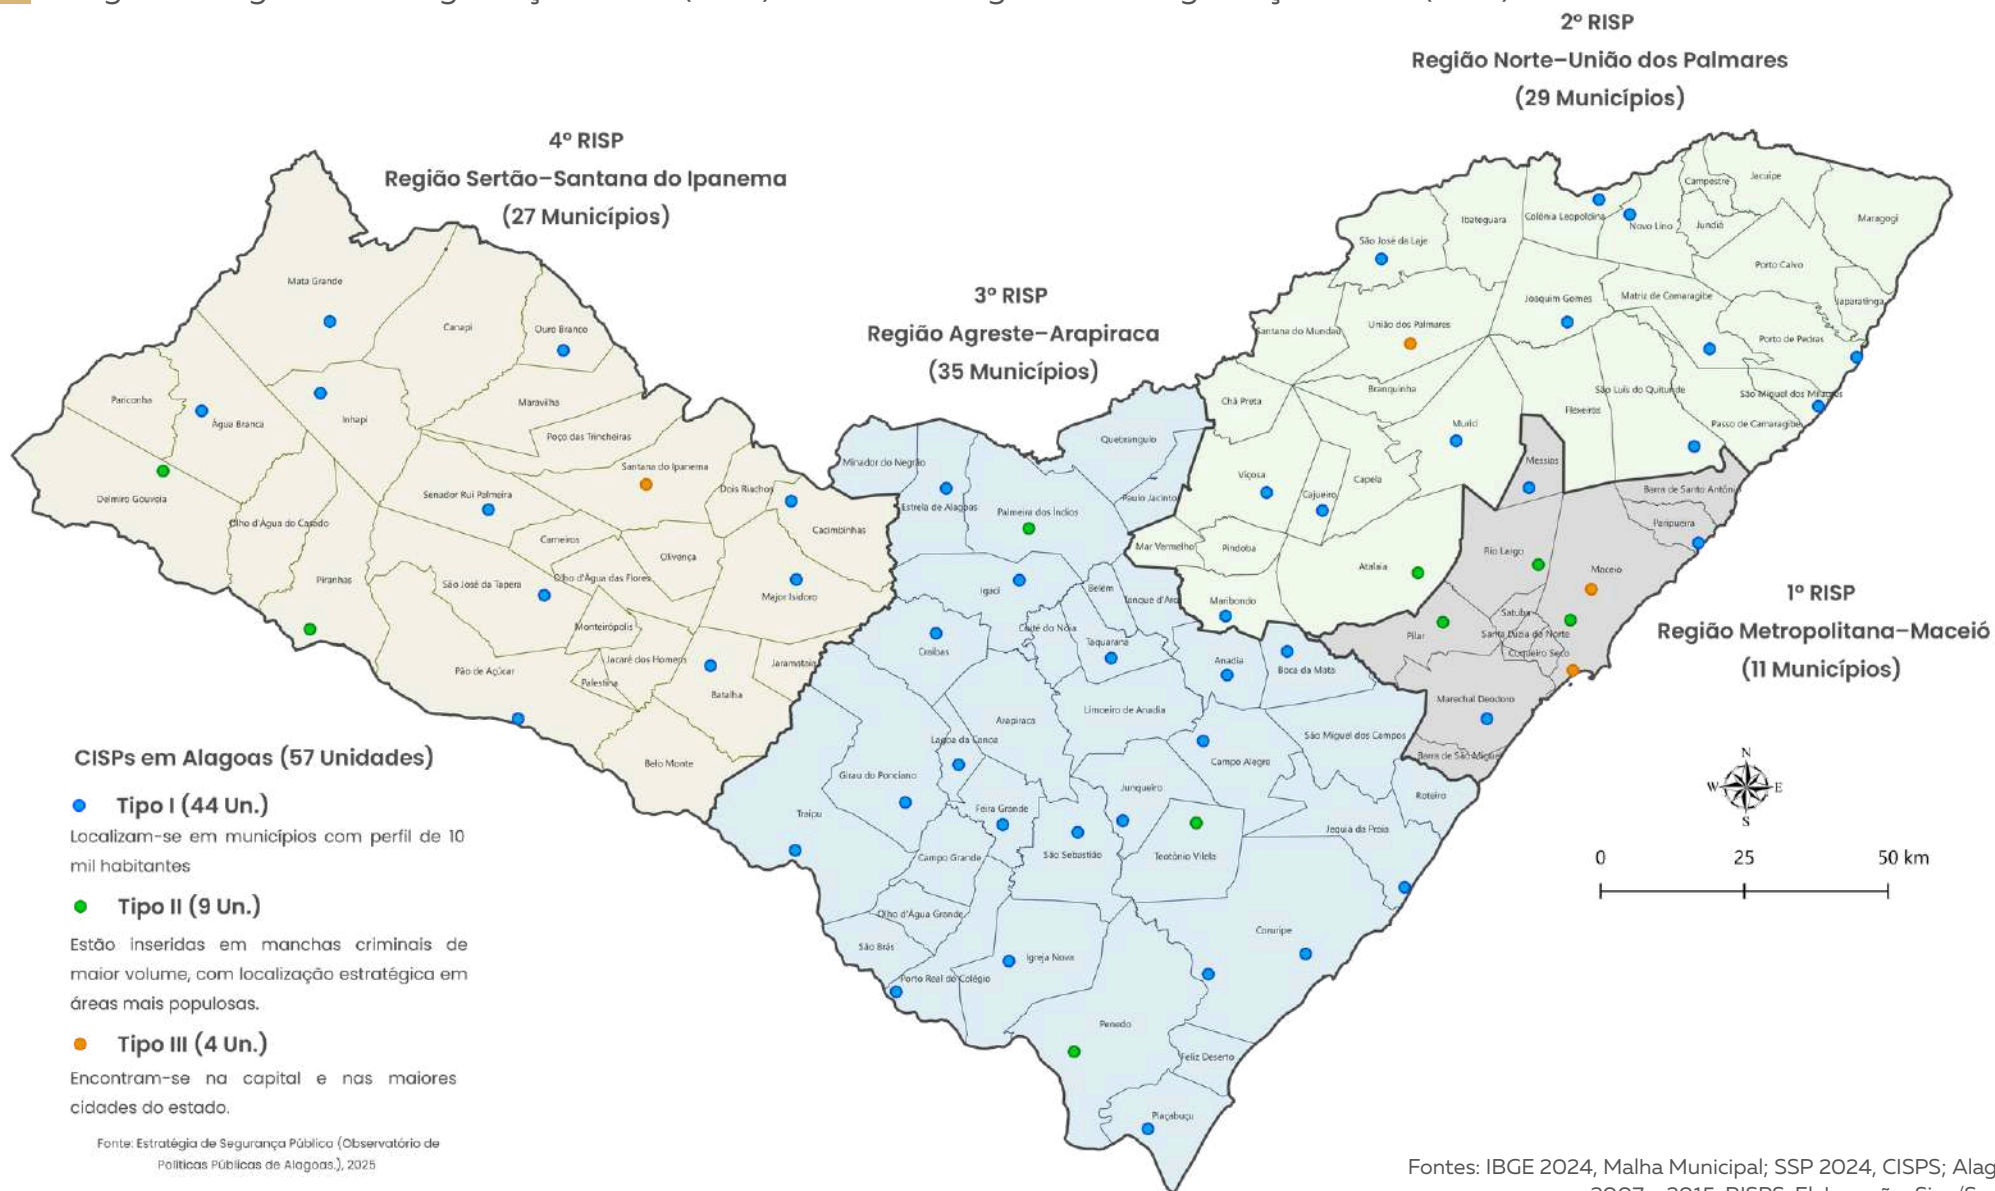 2º RISP
Região Norte–União dos Palmares
(29 Municípios)
4º RISP
Região Sertão–Santana do Ipanema
(27 Municípios)
3º RISP
Região Agreste–Arapiraca
(35 Municípios)
1º RISP
Região Metropolitana–Maceió
(11 Municípios)
Mata Grande
Canapi
Ouro Branco
Pariconha
Água Branca
Inhapi
Maravilha
Poço das Trincheiras
Santana do Ipanema
Delmiro Gouveia
Olho d'Água do Casado
Senador Rui Palmeira
Dois Riachos
Cacimbinhas
Carneiros
Olivença
Piranhas
São José da Tapera
Olho d'Água das Flores
Major Isidoro
Monteirópolis
Pão de Açúcar
Jacaré dos Homens
Jaramataia
Palestina
Batalha
Belo Monte
Minador do Negrão
Quebrangulo
Estrela de Alagoas
Palmeira dos Índios
Paulo Jacinto
Igaci
Belém
Tanque d'Arc
Coité do Nóia
Craíbas
Taquarana
Anadia
Boca da Mata
Arapiraca
Limoeiro de Anadia
Lagoa da Canoa
São Miguel dos Campos
Campo Alegre
Girau do Ponciano
Junqueiro
Roteiro
Traipu
Feira Grande
Jequiá da Praia
Campo Grande
São Sebastião
Teotônio Vilela
Olho d'Água Grande
São Brás
Igreja Nova
Coruripe
Porto Real do Colégio
Penedo
Feliz Deserto
Piaçabuçu
Campestre
Jacuípe
Ibateguara
Colônia Leopoldina
Novo Lino
Jundiá
Maragogi
São José da Laje
Porto Calvo
Joaquim Gomes
Matriz de Camaragibe
Japaratinga
Santana do Mundaú
União dos Palmares
Porto de Pedras
Chã Preta
Branquinha
São Luís do Quitunde
São Miguel dos Milagres
Flexeiras
Murici
Passo de Camaragibe
Viçosa
Cajueiro
Capela
Mar Vermelho
Pindoba
Atalaia
Maribondo
Messias
Barra de Santo Antôni
Paripueira
Rio Largo
Maceió
Satuba
Pilar
Santa Luzia do Norte
Coqueiro Seco
Marechal Deodoro
Barra de São Miguel
N
W
E
S
0 25 50 km
CISPs em Alagoas (57 Unidades)
Tipo I (44 Un.)
Localizam-se em municípios com perfil de 10
mil habitantes
Tipo II (9 Un.)
Estão inseridas em manchas criminais de
maior volume, com localização estratégica em
áreas mais populosas.
Tipo III (4 Un.)
Encontram-se na capital e nas maiores
cidades do estado.
Fonte: Estratégia de Segurança Pública (Observatório de
Políticas Públicas de Alagoas.), 2025
Fontes: IBGE 2024, Malha Municipal; SSP 2024, CISPS; Alag